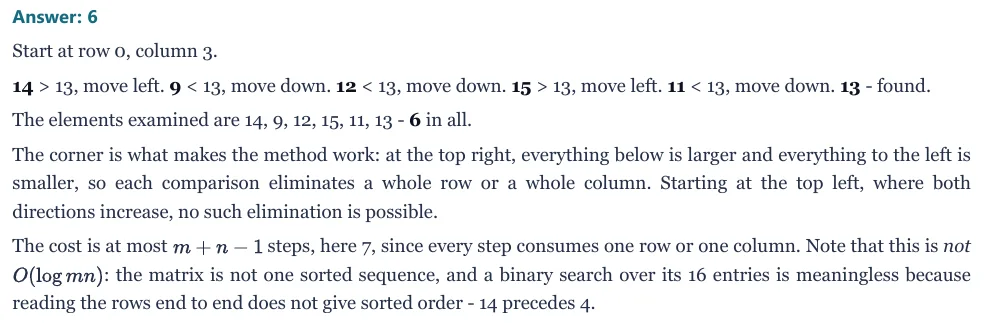 Answer: 6
Start at row 0, column 3.
14 > 13, move left. 9 < 13, move down. 12 < 13, move down. 15 > 13, move left. 11 < 13, move down. 13 - found.
The elements examined are 14, 9, 12, 15, 11, 13 - 6 in all.
The corner is what makes the method work: at the top right, everything below is larger and everything to the left is
smaller, so each comparison eliminates a whole row or a whole column. Starting at the top left, where both
directions increase, no such elimination is possible.
The cost is at most m + n − 1 steps, here 7, since every step consumes one row or one column. Note that this is not
O(log mn): the matrix is not one sorted sequence, and a binary search over its 16 entries is meaningless because
reading the rows end to end does not give sorted order - 14 precedes 4.